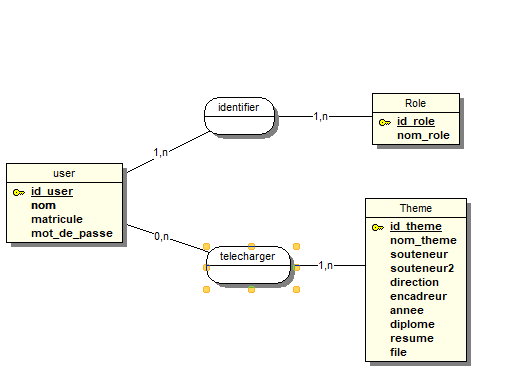 identifier
1,n
Role
id_role
nom_role
1,n
user
id_user
nom
matricule
mot_de_passe
0,n
telecharger
1,n
Theme
id_theme
nom_theme
souteneur
souteneur2
direction
encadreur
annee
diplome
resume
file